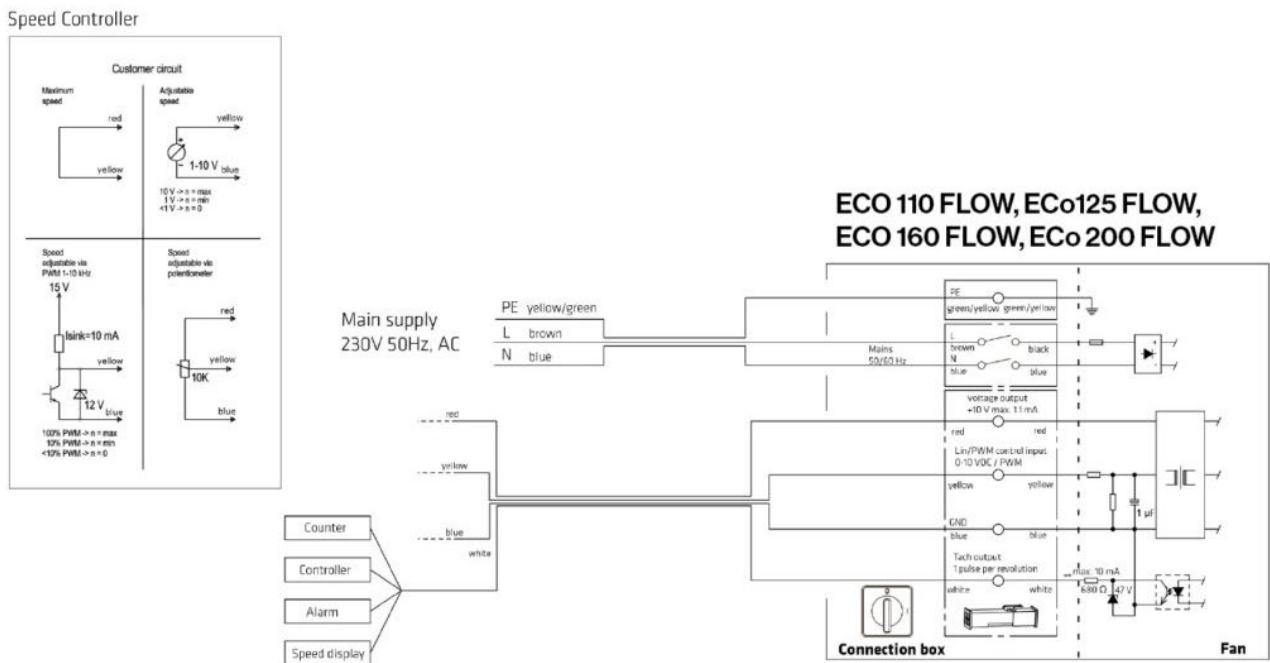 Speed Controller
Customer circuit
Maximum
speed
red
yellow
Adjustable
speed
yellow
+
1-10 V
-
blue
10 V -> n = max
1 V -> n = min
<1 V -> n = 0
Speed
adjustable via
PWM 1-10 kHz
15 V
Isink=10 mA
yellow
12 V
blue
100% PWM -> n = max
10% PWM -> n = min
<10% PWM -> n = 0
Speed
adjustable via
potentiometer
red
yellow
10K
blue
ECO 110 FLOW, ECo125 FLOW,
ECO 160 FLOW, ECo 200 FLOW
Main supply
230V 50Hz, AC
PE yellow/green
L brown
N blue
PE
green/yellow green/yellow
Mains
50/60 Hz
L
brown black
N
blue blue
voltage output
+10 V max. 1.1 mA
red red
Lin/PWM control input
0-10 VDC / PWM
yellow yellow
1 µF
GND
blue blue
Tach output
1 pulse per revolution
white white
max. 10 mA
680 Ω 47 V
red
yellow
blue
white
Counter
Controller
Alarm
Speed display
0
I
Connection box
Fan